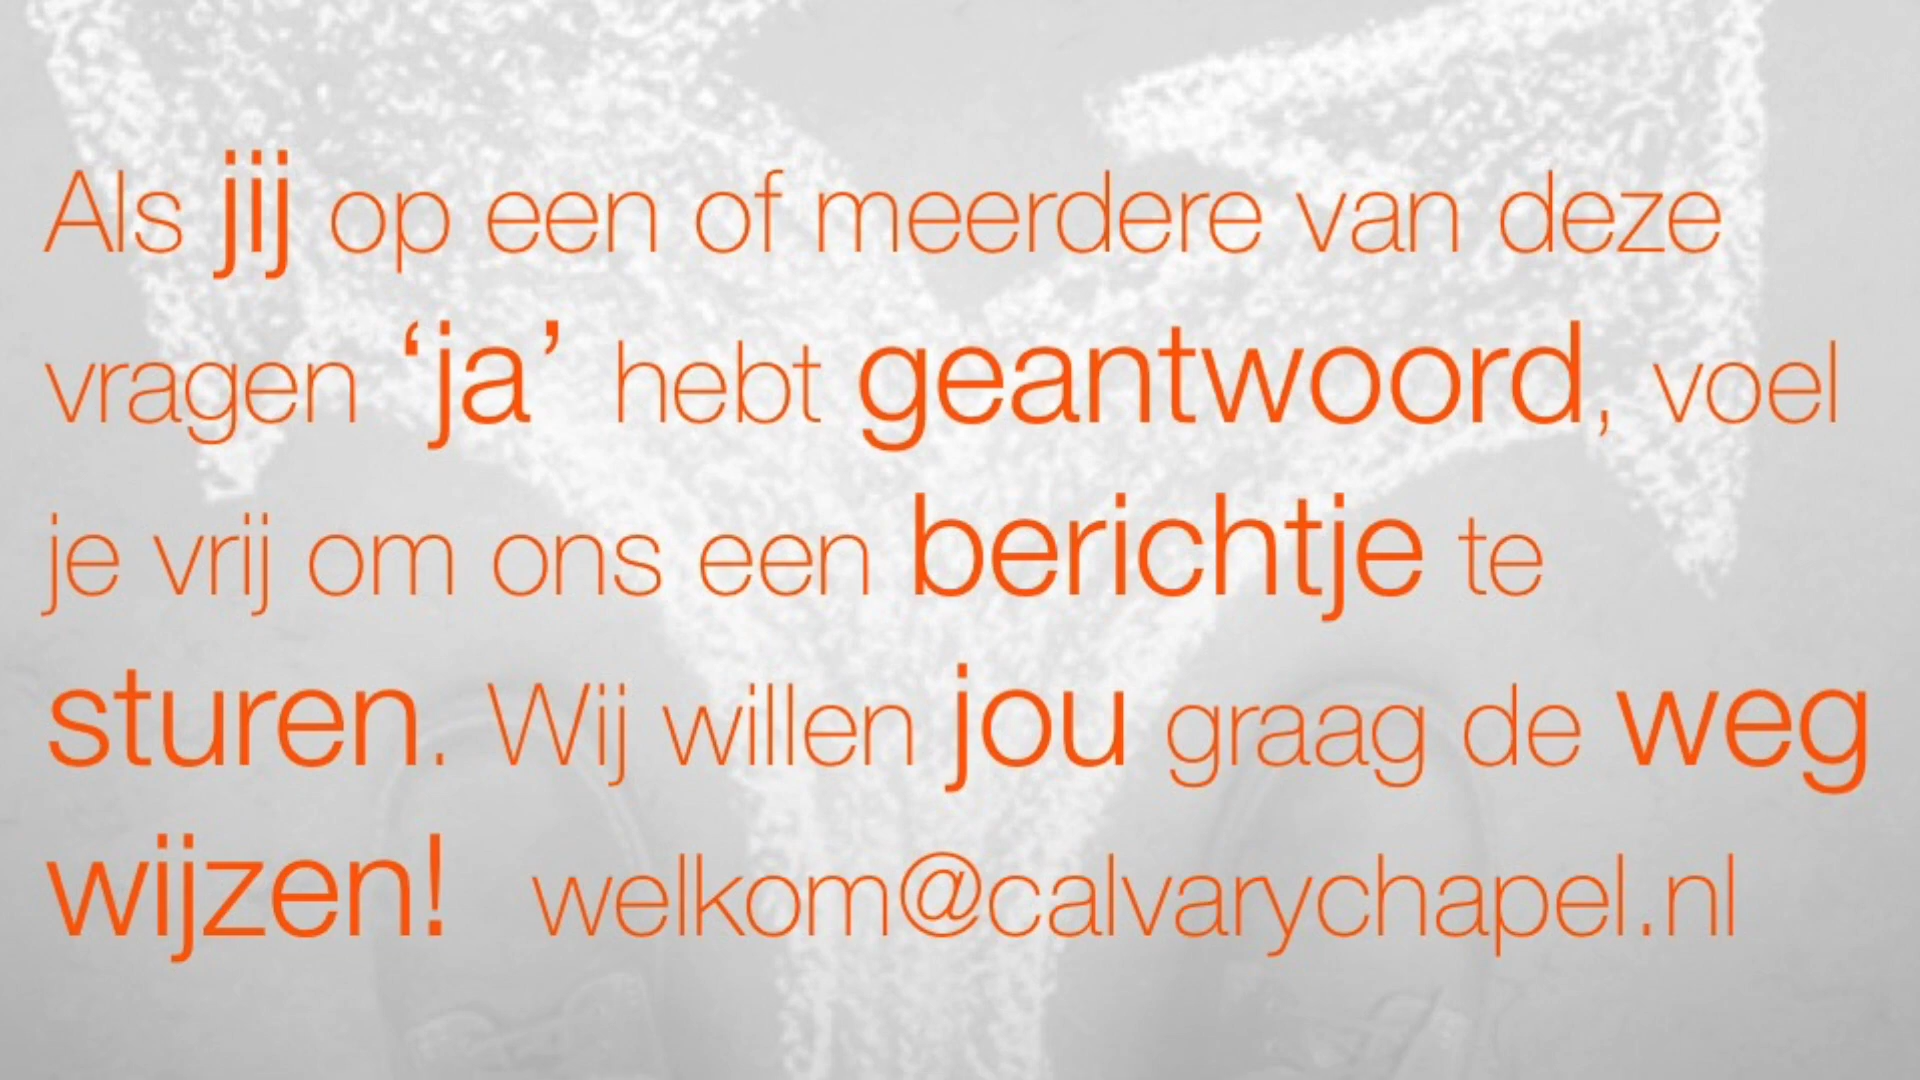 Als jij op een of meerdere van deze
vragen ‘ja’ hebt geantwoord, voel
je vrij om ons een berichtje te
sturen. Wij willen jou graag de weg
wijzen! welkom@calvarychapel.nl